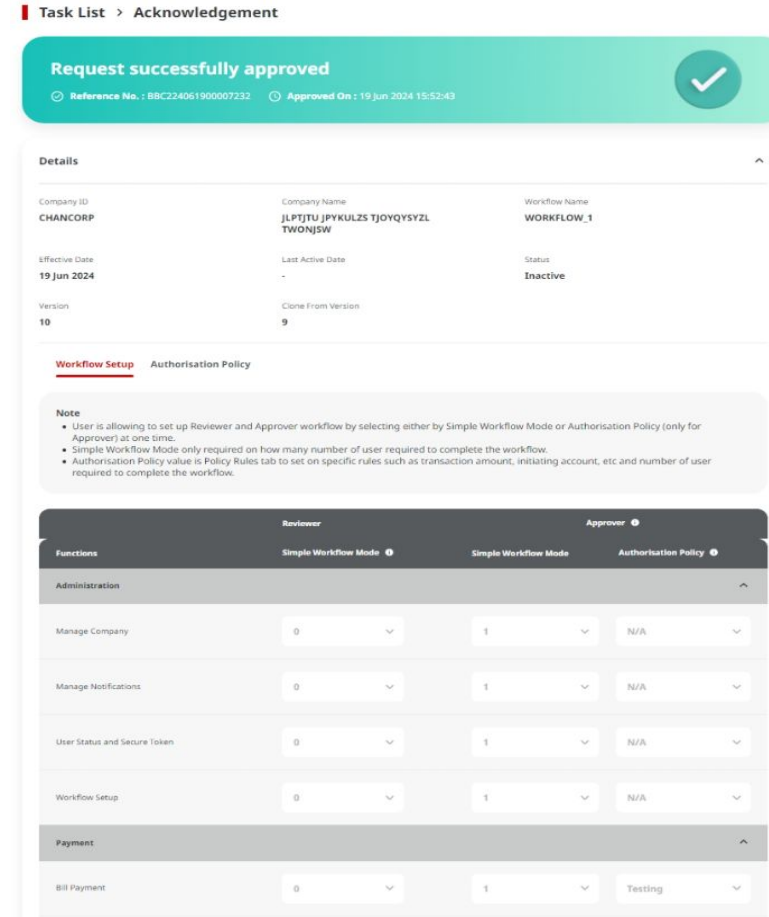 Task List > Acknowledgement
Request successfully approved
Reference No. : BBC224061900007232 Approved On : 19 Jun 2024 15:52:43
Details
Company ID Company Name Workflow Name
CHANCORP JLPTJTU JPYKULZS TJOYQYSYZL WORKFLOW_1
TWONJSW
Effective Date Last Active Date Status
19 Jun 2024 - Inactive
Version Clone From Version
10 9
Workflow Setup Authorisation Policy
Note
• User is allowing to set up Reviewer and Approver workflow by selecting either by Simple Workflow Mode or Authorisation Policy (only for
Approver) at one time.
• Simple Workflow Mode only required on how many number of user required to complete the workflow.
• Authorisation Policy value is Policy Rules tab to set on specific rules such as transaction amount, initiating account, etc and number of user
required to complete the workflow.
Reviewer Approver
Functions Simple Workflow Mode Simple Workflow Mode Authorisation Policy
Administration
Manage Company 0 1 N/A
Manage Notifications 0 1 N/A
User Status and Secure Token 0 1 N/A
Workflow Setup 0 1 N/A
Payment
Bill Payment 0 1 Testing